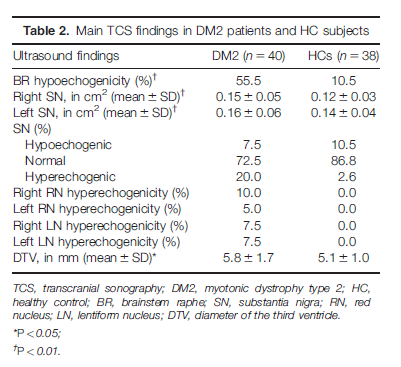 Table 2. Main TCS findings in DM2 patients and HC subjects
Ultrasound findings DM2 (n = 40) HCs (n = 38)
BR hypoechogenicity (%)† 55.5 10.5
Right SN, in cm² (mean ± SD)† 0.15 ± 0.05 0.12 ± 0.03
Left SN, in cm² (mean ± SD)† 0.16 ± 0.06 0.14 ± 0.04
SN (%)
Hypoechogenic 7.5 10.5
Normal 72.5 86.8
Hyperechogenic 20.0 2.6
Right RN hyperechogenicity (%) 10.0 0.0
Left RN hyperechogenicity (%) 5.0 0.0
Right LN hyperechogenicity (%) 7.5 0.0
Left LN hyperechogenicity (%) 7.5 0.0
DTV, in mm (mean ± SD)* 5.8 ± 1.7 5.1 ± 1.0
TCS, transcranial sonography; DM2, myotonic dystrophy type 2; HC,
healthy control; BR, brainstem raphe; SN, substantia nigra; RN, red
nucleus; LN, lentiform nucleus; DTV, diameter of the third ventricle.
*P < 0.05;
†P < 0.01.